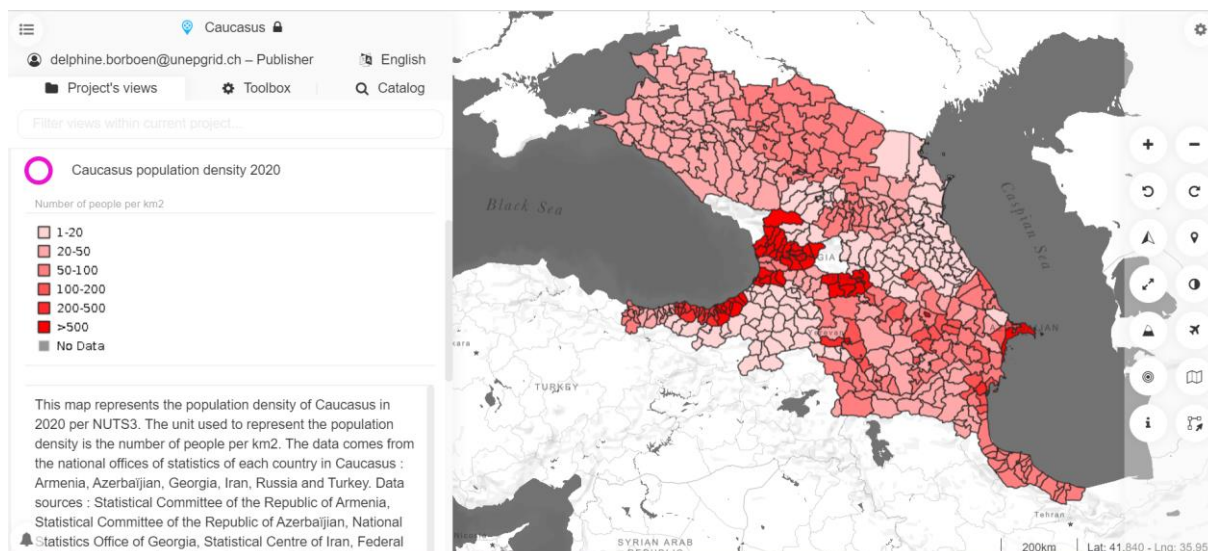 Caucasus
delphine.borboen@unepgrid.ch – Publisher
English
Project's views
Toolbox
Catalog
Filter views within current project...
Caucasus population density 2020
Number of people per km2
1-20
20-50
50-100
100-200
200-500
>500
No Data
This map represents the population density of Caucasus in
2020 per NUTS3. The unit used to represent the population
density is the number of people per km2. The data comes from
the national offices of statistics of each country in Caucasus :
Armenia, Azerbaïjian, Georgia, Iran, Russia and Turkey. Data
sources : Statistical Committee of the Republic of Armenia,
Statistical Committee of the Republic of Azerbaïjian, National
Statistics Office of Georgia, Statistical Centre of Iran, Federal
Black Sea
Caspian Sea
TURKEY
Yerevan
Tehran
SYRIAN ARAB
200km
Lat: 41.840 - Lng: 35.95